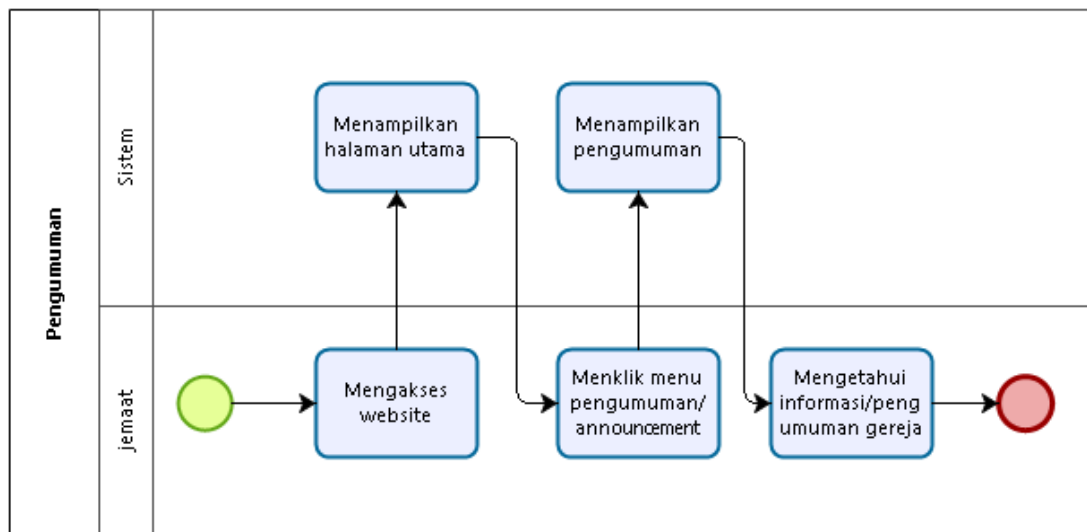 Pengumuman
Sistem
Menampilkan
halaman utama
Menampilkan
pengumuman
jemaat
Mengakses
website
Menklik menu
pengumuman/
announcement
Mengetahui
informasi/peng
umuman gereja